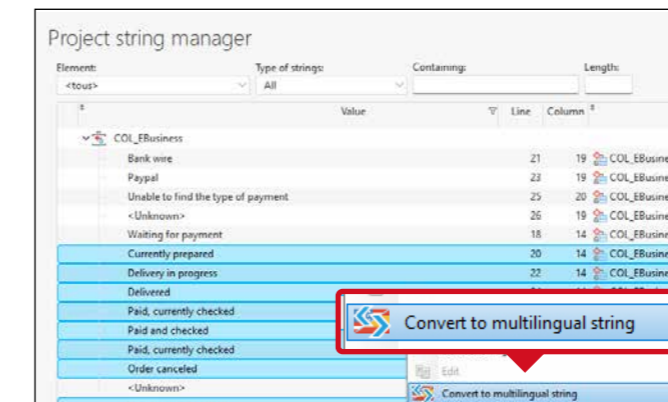 Project string manager
Element: Type of strings: Containing: Length:
<tous> All
Value Line Column
COL_EBusiness
Bank wire 21 19 COL_EBusine
Paypal 23 19 COL_EBusine
Unable to find the type of payment 25 20 COL_EBusine
<Unknown> 26 19 COL_EBusine
Waiting for payment 18 14 COL_EBusine
Currently prepared 20 14 COL_EBusine
Delivery in progress 22 14 COL_EBusine
Delivered
Paid, currently checked
Convert to multilingual string
Paid and checked
Paid, currently checked
Order canceled Edit
<Unknown> Convert to multilingual string